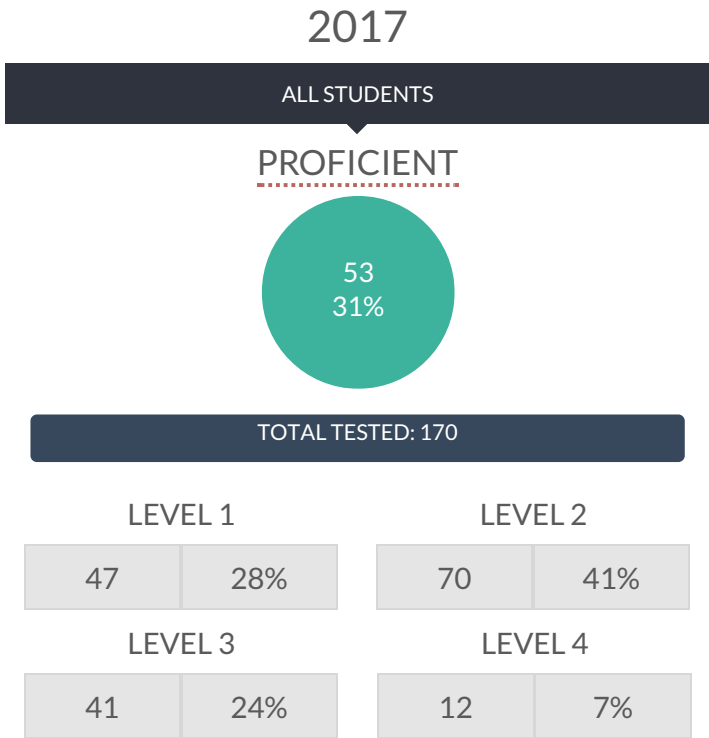 2017
ALL STUDENTS
PROFICIENT
53
31%
TOTAL TESTED: 170
LEVEL 1 LEVEL 2
47 28% 70 41%
LEVEL 3 LEVEL 4
41 24% 12 7%